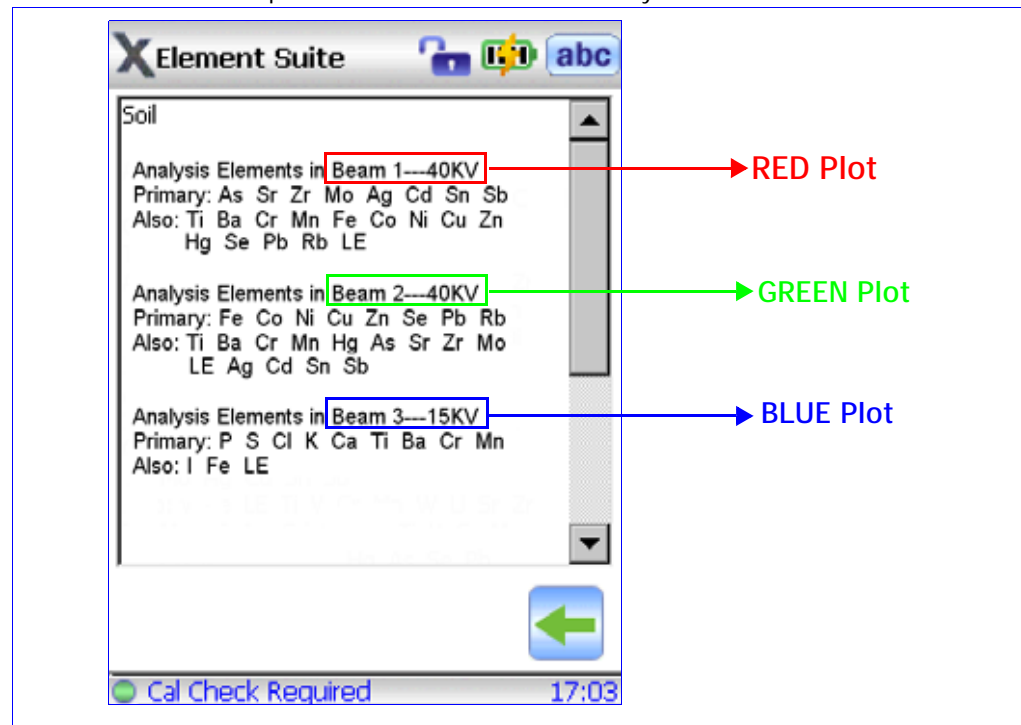 Element Suite abc
Soil
Analysis Elements in Beam 1---40KV
RED Plot
Primary: As Sr Zr Mo Ag Cd Sn Sb
Also: Ti Ba Cr Mn Fe Co Ni Cu Zn
Hg Se Pb Rb LE
Analysis Elements in Beam 2---40KV
GREEN Plot
Primary: Fe Co Ni Cu Zn Se Pb Rb
Also: Ti Ba Cr Mn Hg As Sr Zr Mo
LE Ag Cd Sn Sb
Analysis Elements in Beam 3---15KV
BLUE Plot
Primary: P S Cl K Ca Ti Ba Cr Mn
Also: I Fe LE
Cal Check Required 17:03